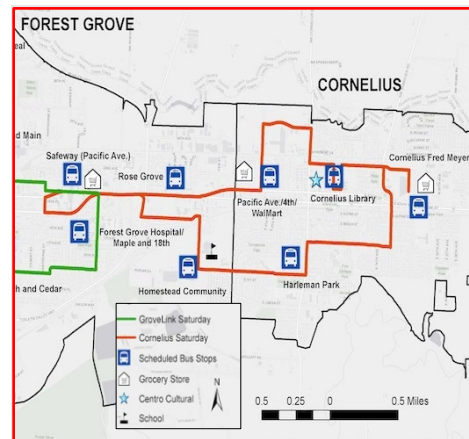 FOREST GROVE
eal
CORNELIUS
d Main
Safeway (Pacific Ave.)
Rose Grove
Cornelius Fred Meyer
Pacific Ave./4th/
WalMart
Cornelius Library
Forest Grove Hospital/
Maple and 18th
h and Cedar
Homestead Community
Harleman Park
GroveLink Saturday
Cornelius Saturday
Scheduled Bus Stops
Grocery Store
Centro Cultural
School
N
0.5 0.25 0 0.5 Miles